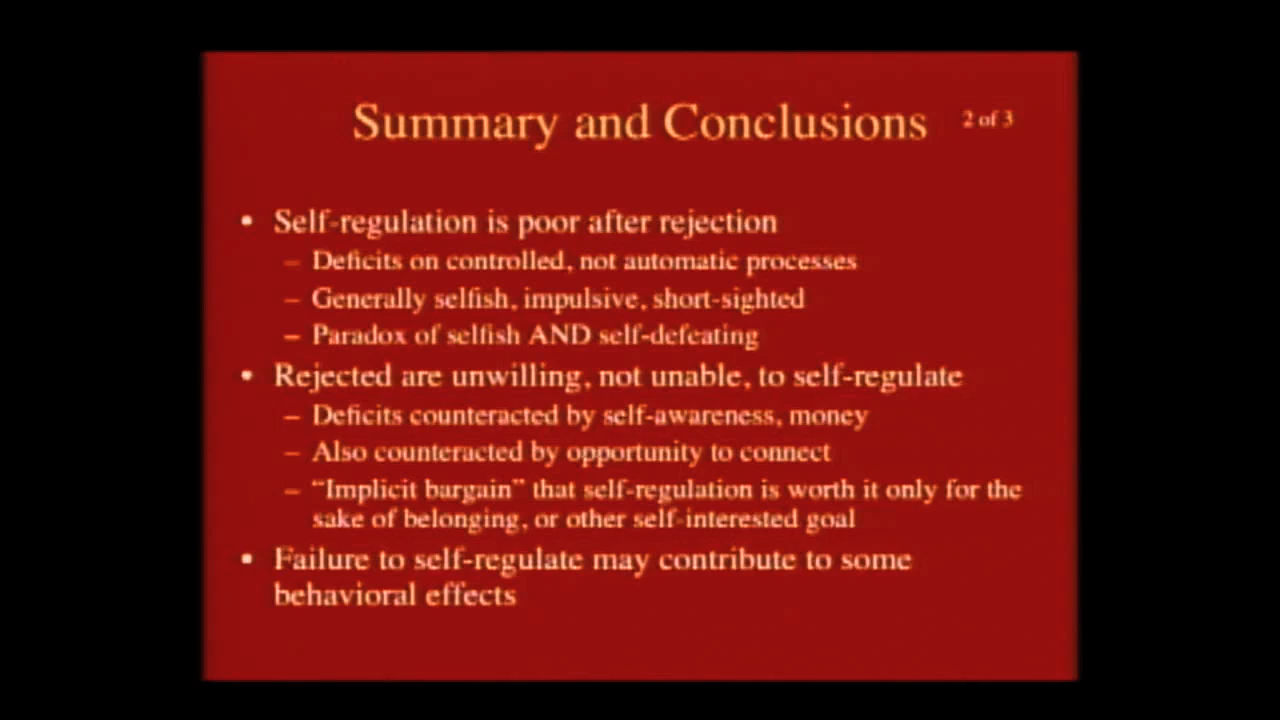 Summary and Conclusions 2 of 3
• Self-regulation is poor after rejection
– Deficits on controlled, not automatic processes
– Generally selfish, impulsive, short-sighted
– Paradox of selfish AND self-defeating
• Rejected are unwilling, not unable, to self-regulate
– Deficits counteracted by self-awareness, money
– Also counteracted by opportunity to connect
– “Implicit bargain” that self-regulation is worth it only for the
sake of belonging, or other self-interested goal
• Failure to self-regulate may contribute to some
behavioral effects